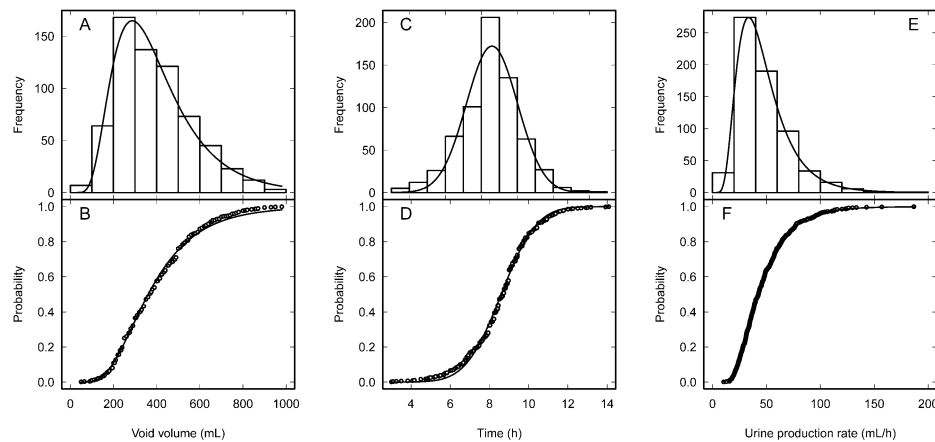 A
C
E
Frequency
150
100
50
0
Frequency
200
150
100
50
0
Frequency
250
200
150
100
50
0
B
D
F
Probability
1.0
0.8
0.6
0.4
0.2
0.0
Probability
1.0
0.8
0.6
0.4
0.2
0.0
Probability
1.0
0.8
0.6
0.4
0.2
0.0
0 200 400 600 800 1000
4 6 8 10 12 14
0 50 100 150 200
Void volume (mL)
Time (h)
Urine production rate (mL/h)